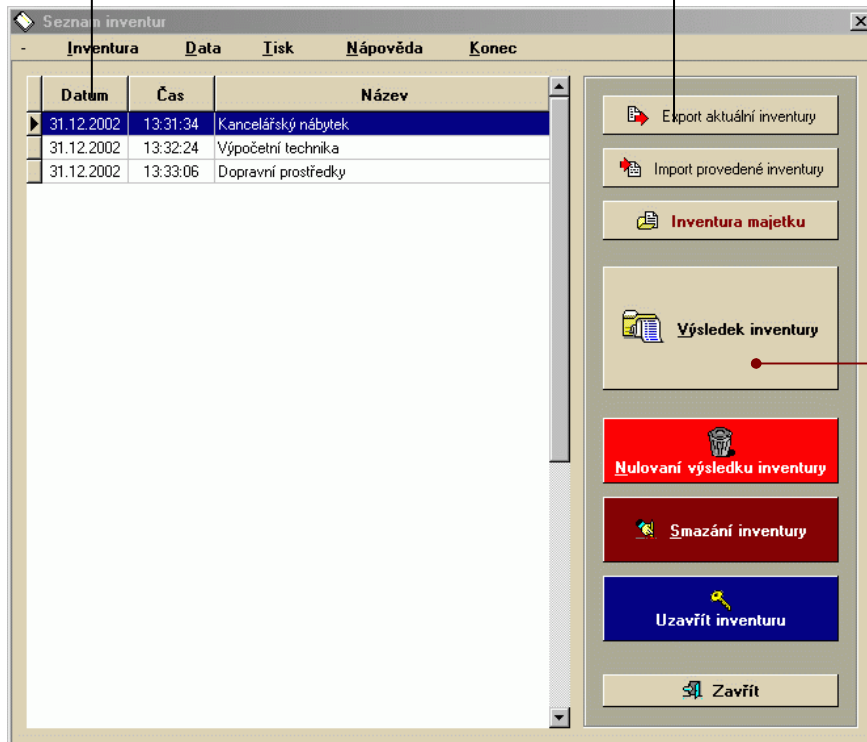 Seznam inventur
- Inventura Data Tisk Nápověda Konec
Datum Čas Název
31.12.2002 13:31:34 Kancelářský nábytek
31.12.2002 13:32:24 Výpočetní technika
31.12.2002 13:33:06 Dopravní prostředky
Export aktuální inventury
Import provedené inventury
Inventura majetku
Výsledek inventury
Nulovaní výsledku inventury
Smazání inventury
Uzavřít inventuru
Zavřít